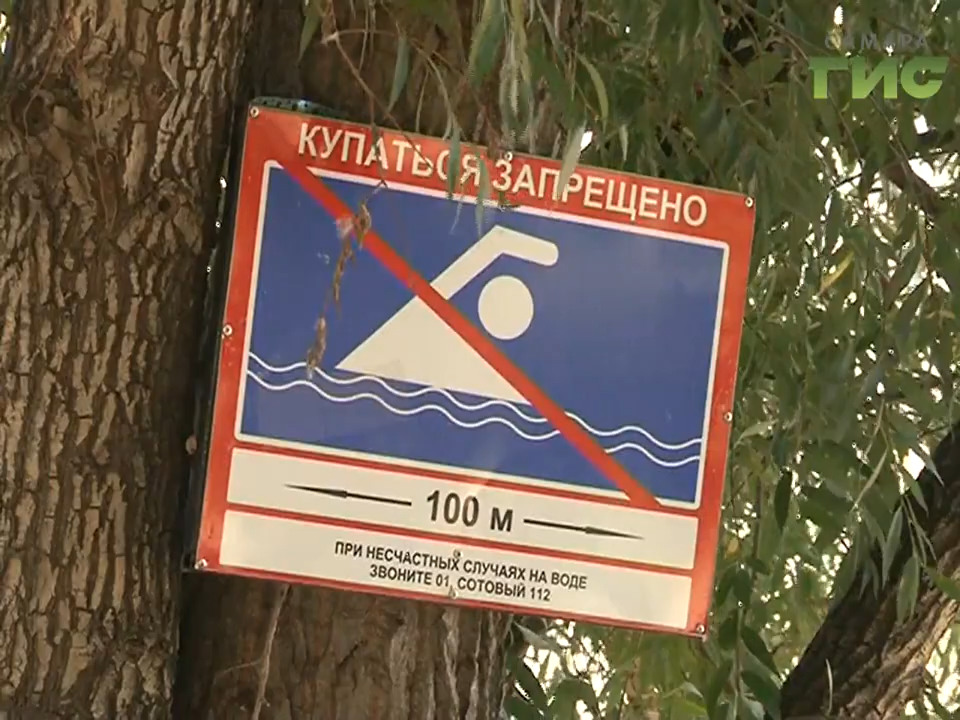 САМАРА
ГИС
КУПАТЬСЯ ЗАПРЕЩЕНО
100 м
ПРИ НЕСЧАСТНЫХ СЛУЧАЯХ НА ВОДЕ
ЗВОНИТЕ 01, СОТОВЫЙ 112